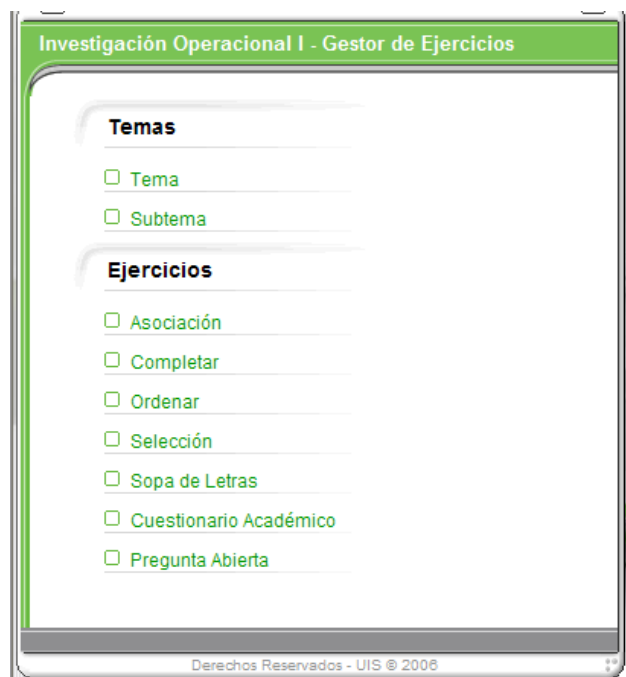 Investigación Operacional I - Gestor de Ejercicios
Temas
Tema
Subtema
Ejercicios
Asociación
Completar
Ordenar
Selección
Sopa de Letras
Cuestionario Académico
Pregunta Abierta
Derechos Reservados - UIS © 2006